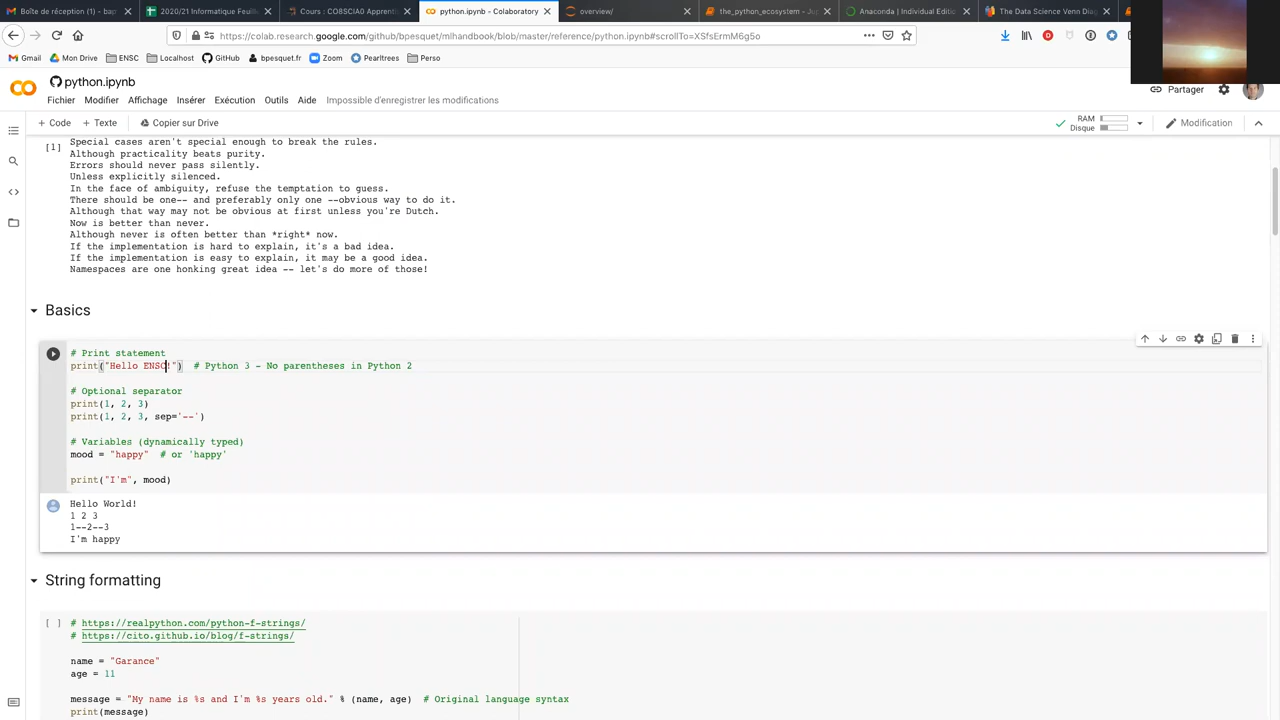 Boîte de réception (1) - bap
2020/21 Informatique Feuille
Cours : CO8SCIA0 Apprentis
python.ipynb - Colaboratory
overview/
the_python_ecosystem - Jup
Anaconda | Individual Editi
The Data Science Venn Diag
https://colab.research.google.com/github/bpesquet/mlhandbook/blob/master/reference/python.ipynb#scrollTo=XSfsErmM6g5o
Gmail
Mon Drive
ENSC
Localhost
GitHub
bpesquet.fr
Zoom
Pearltrees
Perso
python.ipynb
Partager
Fichier Modifier Affichage Insérer Exécution Outils Aide Impossible d'enregistrer les modifications
+ Code + Texte Copier sur Drive
RAM
Disque
Modification
[1]
Special cases aren't special enough to break the rules.
Although practicality beats purity.
Errors should never pass silently.
Unless explicitly silenced.
In the face of ambiguity, refuse the temptation to guess.
There should be one-- and preferably only one --obvious way to do it.
Although that way may not be obvious at first unless you're Dutch.
Now is better than never.
Although never is often better than *right* now.
If the implementation is hard to explain, it's a bad idea.
If the implementation is easy to explain, it may be a good idea.
Namespaces are one honking great idea -- let's do more of those!
Basics
# Print statement
print("Hello ENSC!")  # Python 3 - No parentheses in Python 2
# Optional separator
print(1, 2, 3)
print(1, 2, 3, sep='--')
# Variables (dynamically typed)
mood = "happy"  # or 'happy'
print("I'm", mood)
Hello World!
1 2 3
1--2--3
I'm happy
String formatting
[ ] # https://realpython.com/python-f-strings/
# https://cito.github.io/blog/f-strings/
name = "Garance"
age = 11
message = "My name is %s and I'm %s years old." % (name, age)  # Original language syntax
print(message)